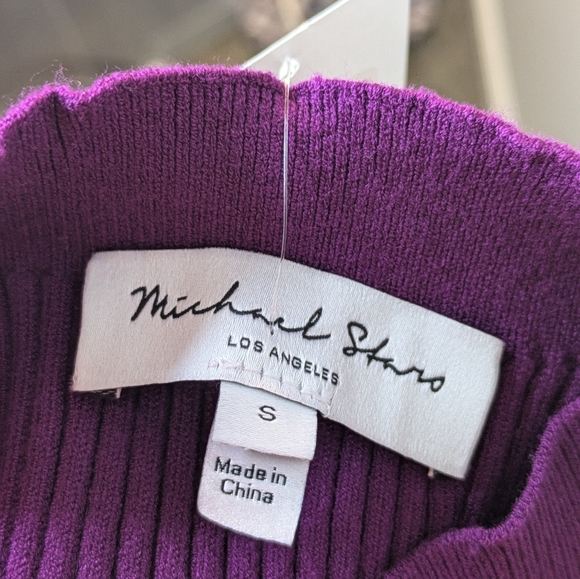 Michael Stars
LOS ANGELES
S
Made in
China